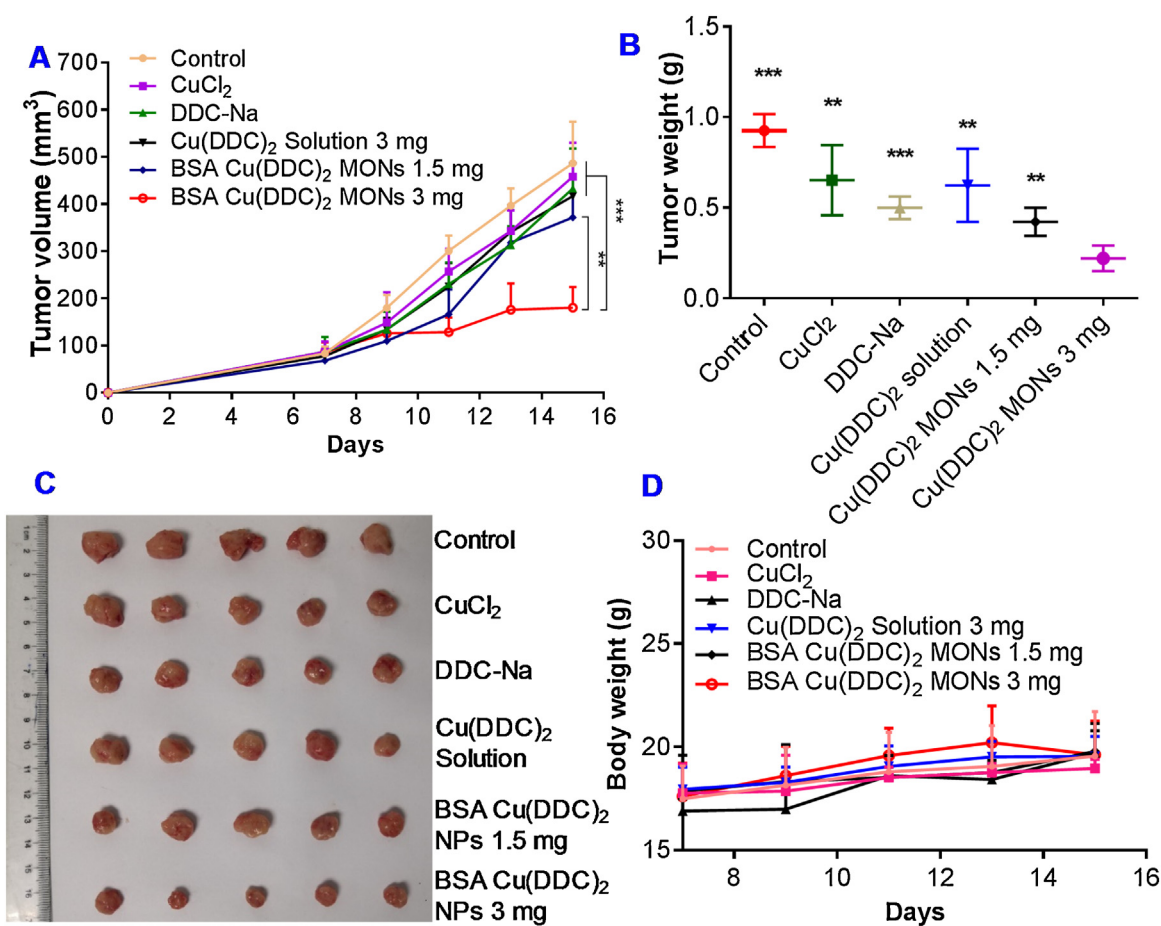 A
Tumor volume (mm³)
700
600
500
400
300
200
100
0
Control
CuCl₂
DDC-Na
Cu(DDC)₂ Solution 3 mg
BSA Cu(DDC)₂ MONs 1.5 mg
BSA Cu(DDC)₂ MONs 3 mg
***
**
0 2 4 6 8 10 12 14 16
Days
B
Tumor weight (g)
1.5
1.0
0.5
0.0
***
**
***
**
**
Control
CuCl₂
DDC-Na
Cu(DDC)₂ solution
Cu(DDC)₂ MONs 1.5 mg
Cu(DDC)₂ MONs 3 mg
C
Control
CuCl₂
DDC-Na
Cu(DDC)₂
Solution
BSA Cu(DDC)₂
NPs 1.5 mg
BSA Cu(DDC)₂
NPs 3 mg
D
Body weight (g)
30
25
20
15
Control
CuCl₂
DDC-Na
Cu(DDC)₂ Solution 3 mg
BSA Cu(DDC)₂ MONs 1.5 mg
BSA Cu(DDC)₂ MONs 3 mg
8 10 12 14 16
Days